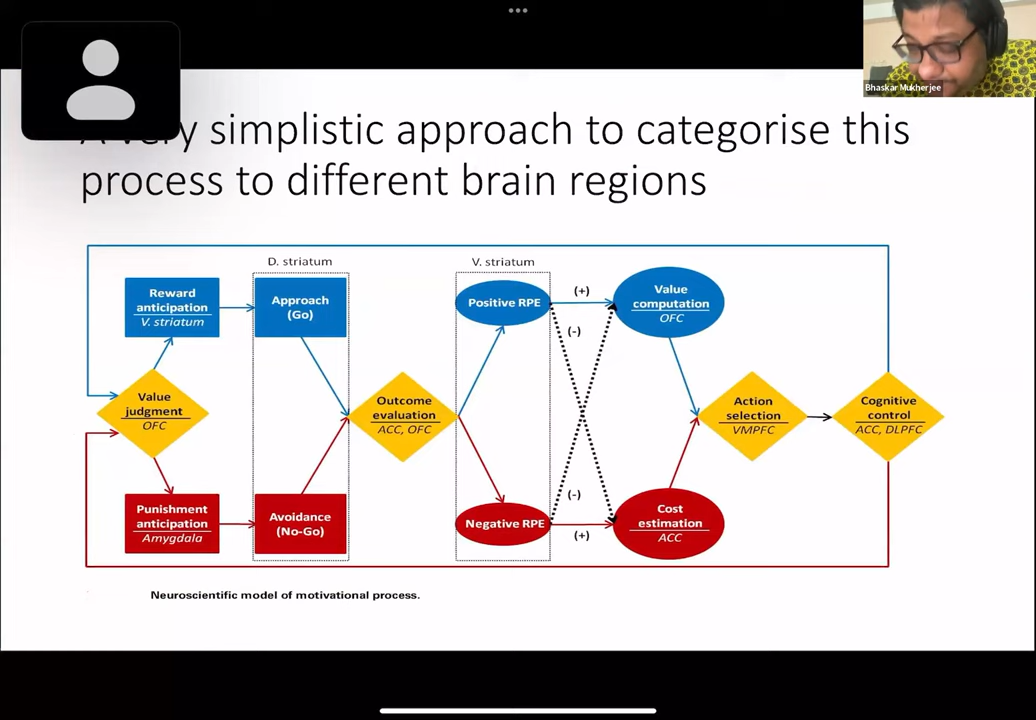 Bhaskar Mukherjee
simplistic approach to categorise this
process to different brain regions
D. striatum
V. striatum
Reward
anticipation
V. striatum
Approach
(Go)
Positive RPE
(+)
(-)
Value
computation
OFC
Value
judgment
OFC
Outcome
evaluation
ACC, OFC
Action
selection
VMPFC
Cognitive
control
ACC, DLPFC
Punishment
anticipation
Amygdala
Avoidance
(No-Go)
Negative RPE
(-)
(+)
Cost
estimation
ACC
Neuroscientific model of motivational process.